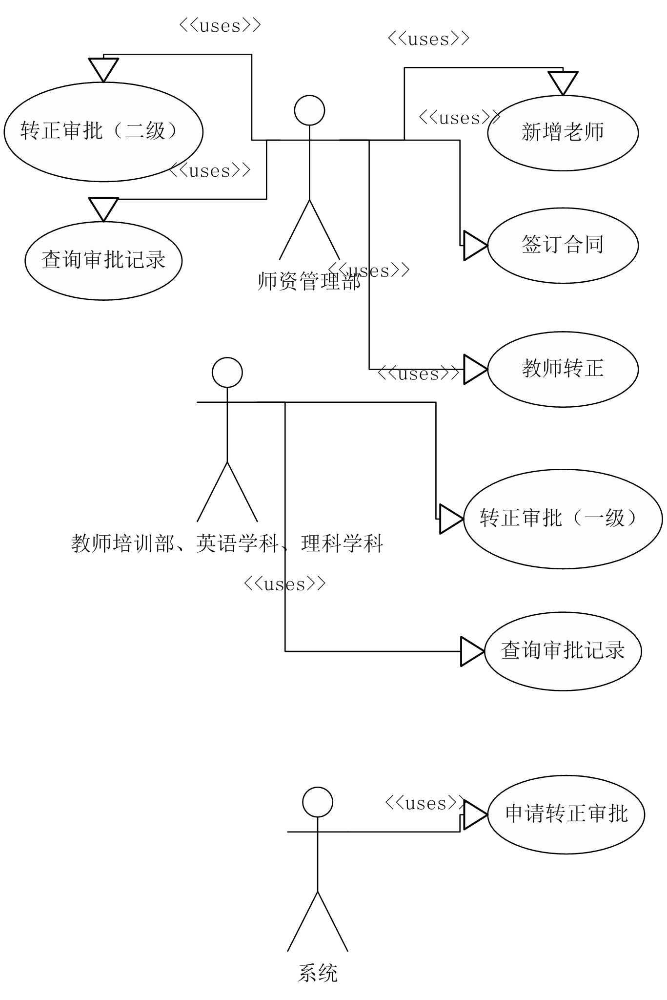 <<uses>>
<<uses>>
<<uses>>
转正审批（二级）
新增老师
<<uses>>
签订合同
查询审批记录
<<uses>>
师资管理部
教师转正
<<uses>>
转正审批（一级）
教师培训部、英语学科、理科学科
<<uses>>
查询审批记录
<<uses>>
申请转正审批
系统